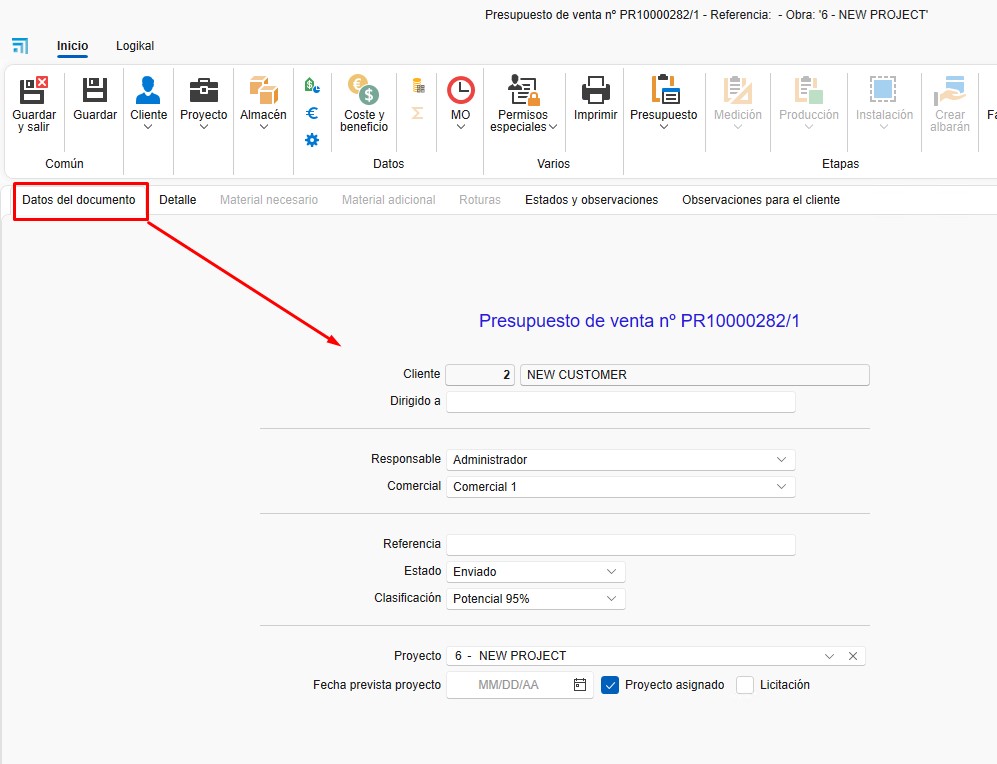 Presupuesto de venta nº PR10000282/1 - Referencia:  - Obra: '6 - NEW PROJECT'
Inicio Logikal
Guardar y salir
Guardar
Cliente
Proyecto
Almacén
€
Coste y beneficio
Σ
MO
Permisos especiales
Imprimir
Presupuesto
Medición
Producción
Instalación
Crear albarán
Común Datos Varios Etapas
Datos del documento Detalle Material necesario Material adicional Roturas Estados y observaciones Observaciones para el cliente
Presupuesto de venta nº PR10000282/1
Cliente 2 NEW CUSTOMER
Dirigido a
Responsable Administrador
Comercial Comercial 1
Referencia
Estado Enviado
Clasificación Potencial 95%
Proyecto 6 - NEW PROJECT
Fecha prevista proyecto MM/DD/AA Proyecto asignado Licitación